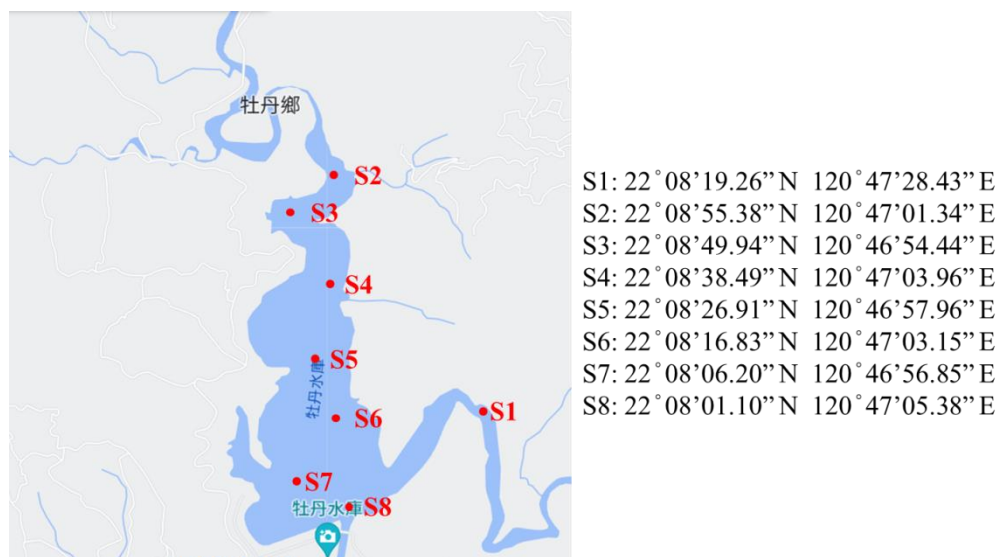 牡丹鄉
S2
S3
S4
S5
牡丹水庫
S6
S1
S7
牡丹水庫
S8
S1: 22°08’19.26”N 120°47’28.43”E
S2: 22°08’55.38”N 120°47’01.34”E
S3: 22°08’49.94”N 120°46’54.44”E
S4: 22°08’38.49”N 120°47’03.96”E
S5: 22°08’26.91”N 120°46’57.96”E
S6: 22°08’16.83”N 120°47’03.15”E
S7: 22°08’06.20”N 120°46’56.85”E
S8: 22°08’01.10”N 120°47’05.38”E